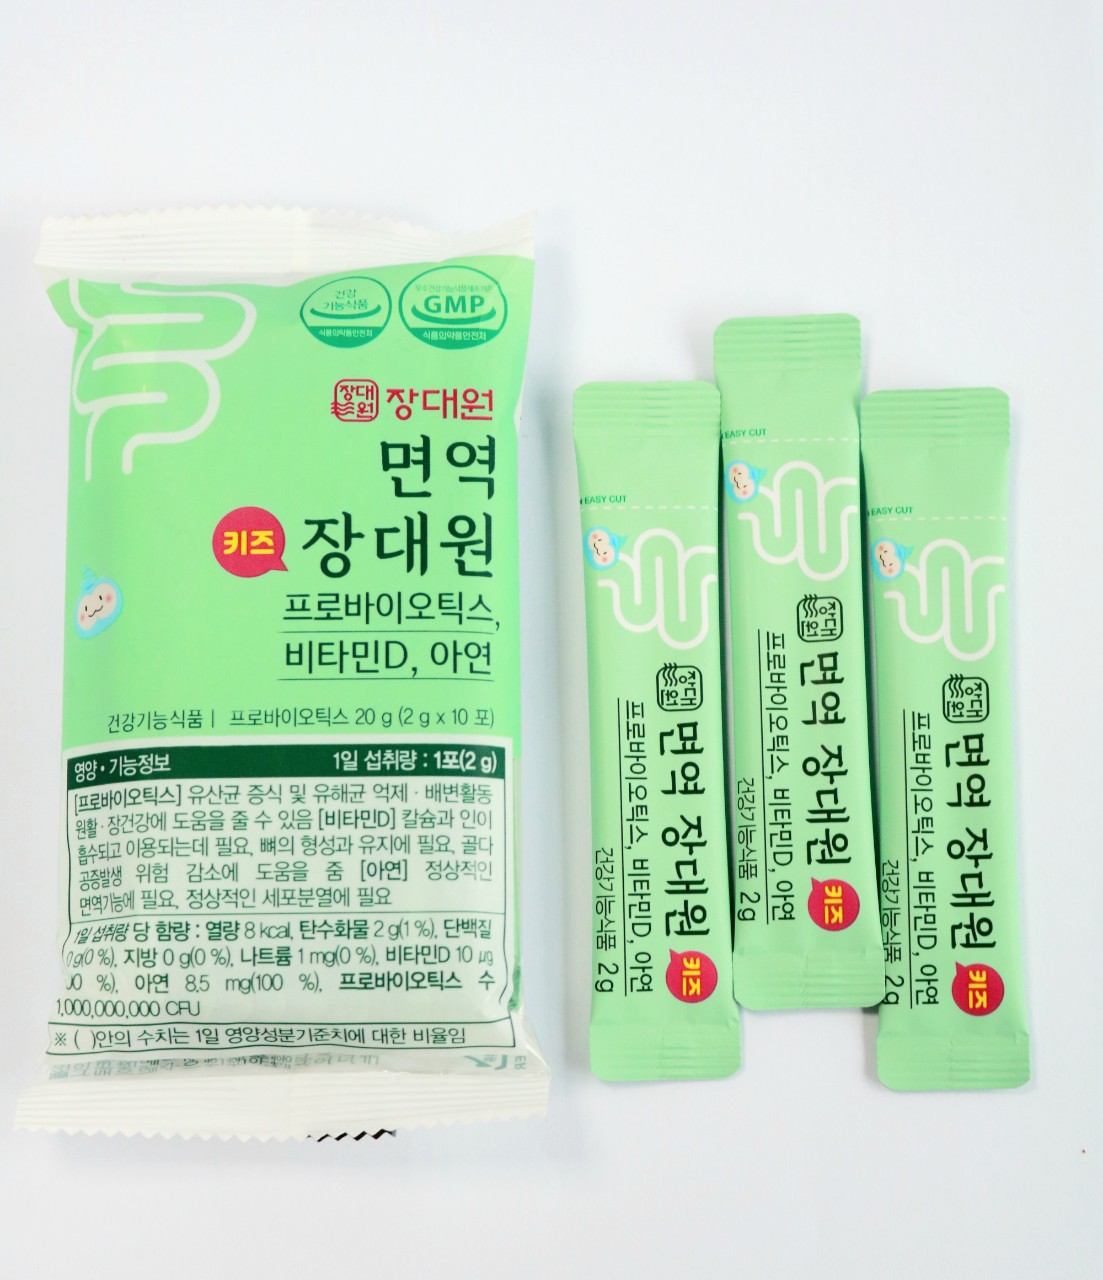 건강
기능식품
식품의약품안전처
우수건강기능식품제조기준
GMP
식품의약품안전처
장대원 장대원
면역
키즈 장대원
프로바이오틱스,
비타민D, 아연
건강기능식품 | 프로바이오틱스 20 g (2 g x 10 포)
영양·기능정보 1일 섭취량 : 1포(2 g)
[프로바이오틱스] 유산균 증식 및 유해균 억제 · 배변활동
원활 · 장건강에 도움을 줄 수 있음 [비타민D] 칼슘과 인이
흡수되고 이용되는데 필요, 뼈의 형성과 유지에 필요, 골다
공증발생 위험 감소에 도움을 줌 [아연] 정상적인
면역기능에 필요, 정상적인 세포분열에 필요
1일 섭취량 당 함량 : 열량 8 kcal, 탄수화물 2 g(1 %), 단백질
0 g(0 %), 지방 0 g(0 %), 나트륨 1 mg(0 %), 비타민D 10 μg
00 %), 아연 8.5 mg(100 %), 프로바이오틱스 수
1,000,000,000 CFU
※ ( )안의 수치는 1일 영양성분기준치에 대한 비율임
EASY CUT
장대원
면역 장대원 키즈
프로바이오틱스, 비타민D, 아연
건강기능식품 2g
EASY CUT
장대원
면역 장대원 키즈
프로바이오틱스, 비타민D, 아연
건강기능식품 2g
EASY CUT
장대원
면역 장대원 키즈
프로바이오틱스, 비타민D, 아연
건강기능식품 2g